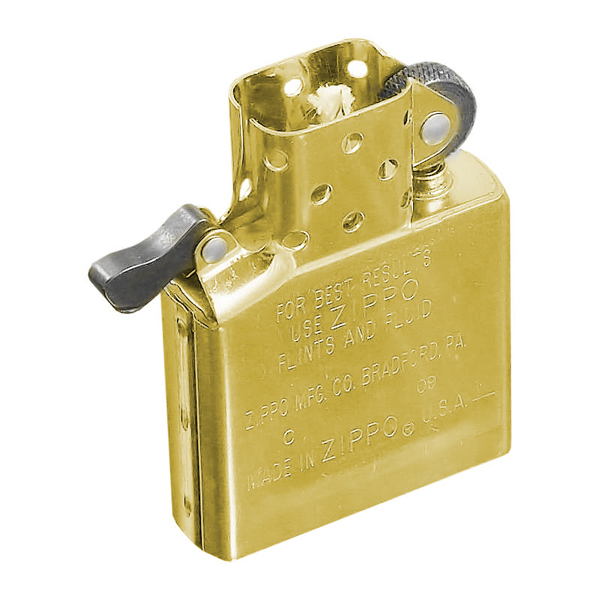 FOR BEST RESULTS
USE ZIPPO
FLINTS AND FLUID
ZIPPO MFG. CO. BRADFORD, PA.
C 09
MADE IN ZIPPO ® U.S.A.